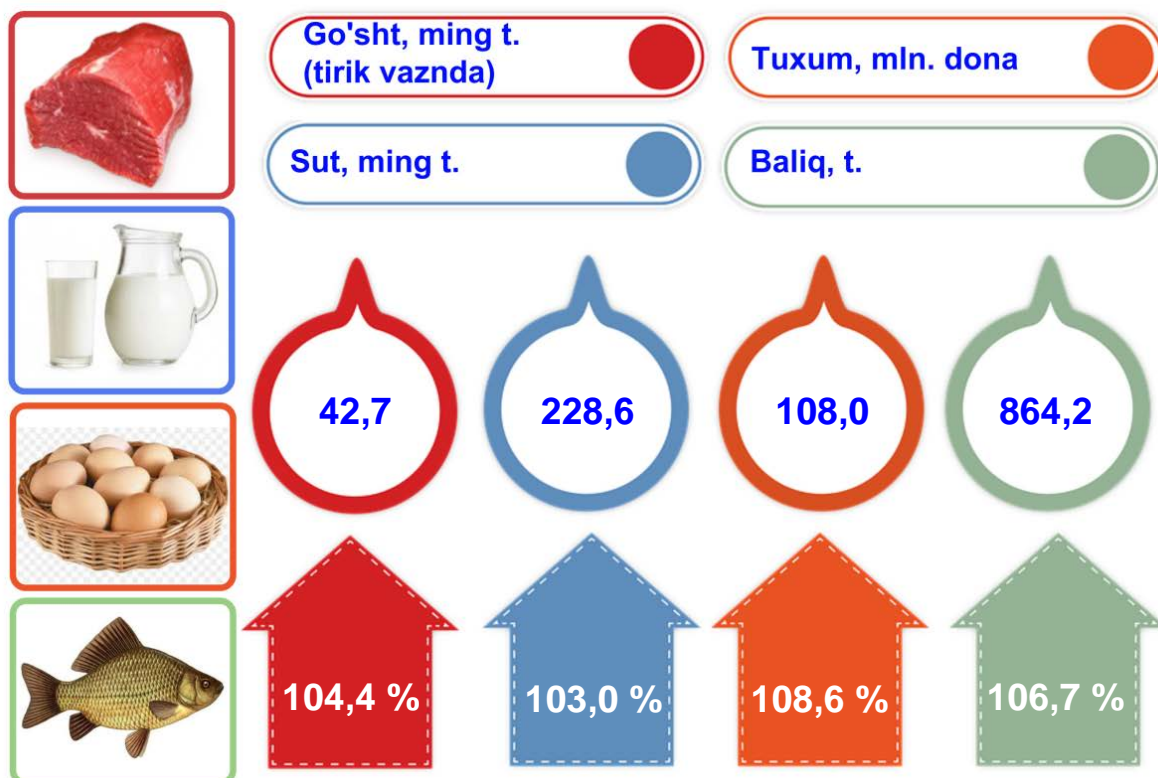 Go'sht, ming t.
(tirik vaznda)
Tuxum, mln. dona
Sut, ming t.
Baliq, t.
42,7
228,6
108,0
864,2
104,4 %
103,0 %
108,6 %
106,7 %